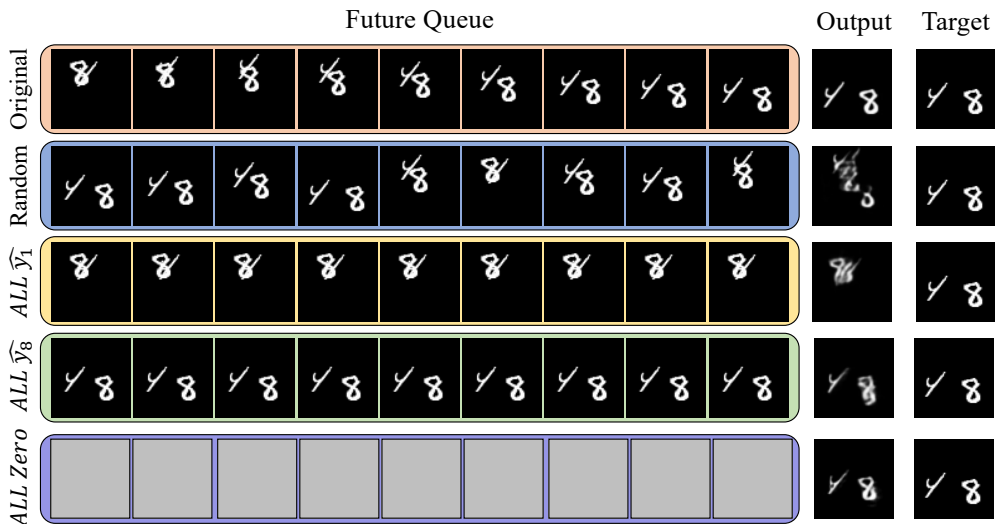 Future Queue Output Target
Original
Random
ALL ŷ₁
ALL ŷ₈
ALL Zero